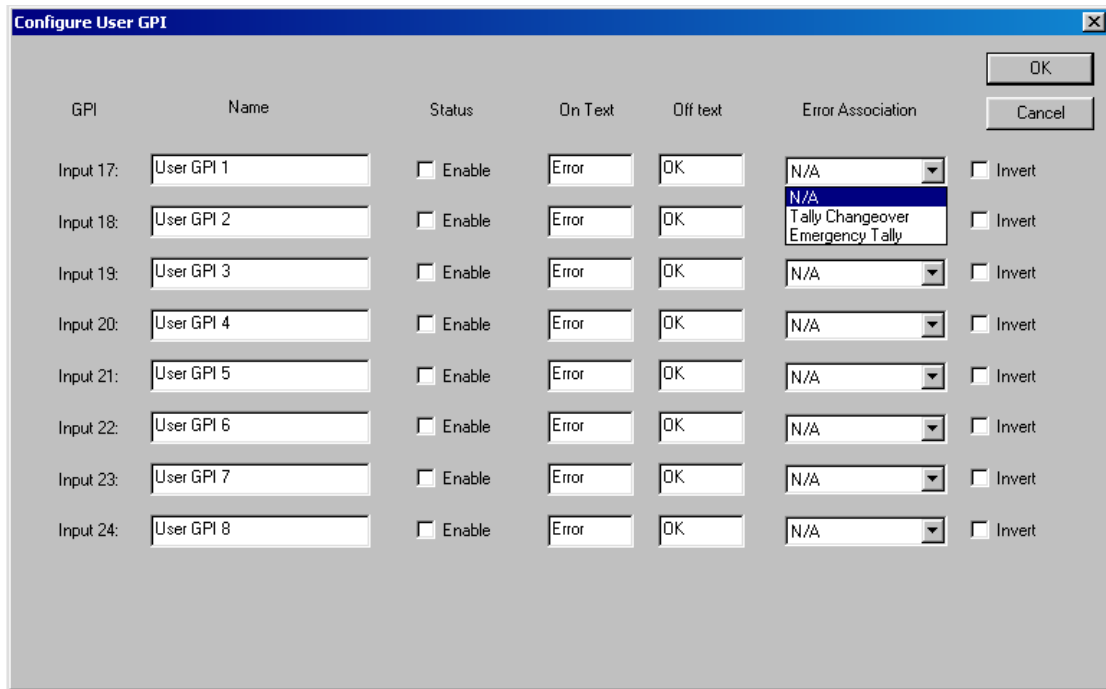 Configure User GPI
OK
GPI Name Status On Text Off text Error Association Cancel
Input 17: User GPI 1 Enable Error OK N/A Invert
N/A
Input 18: User GPI 2 Enable Error OK Tally Changeover Invert
Emergency Tally
Input 19: User GPI 3 Enable Error OK N/A Invert
Input 20: User GPI 4 Enable Error OK N/A Invert
Input 21: User GPI 5 Enable Error OK N/A Invert
Input 22: User GPI 6 Enable Error OK N/A Invert
Input 23: User GPI 7 Enable Error OK N/A Invert
Input 24: User GPI 8 Enable Error OK N/A Invert